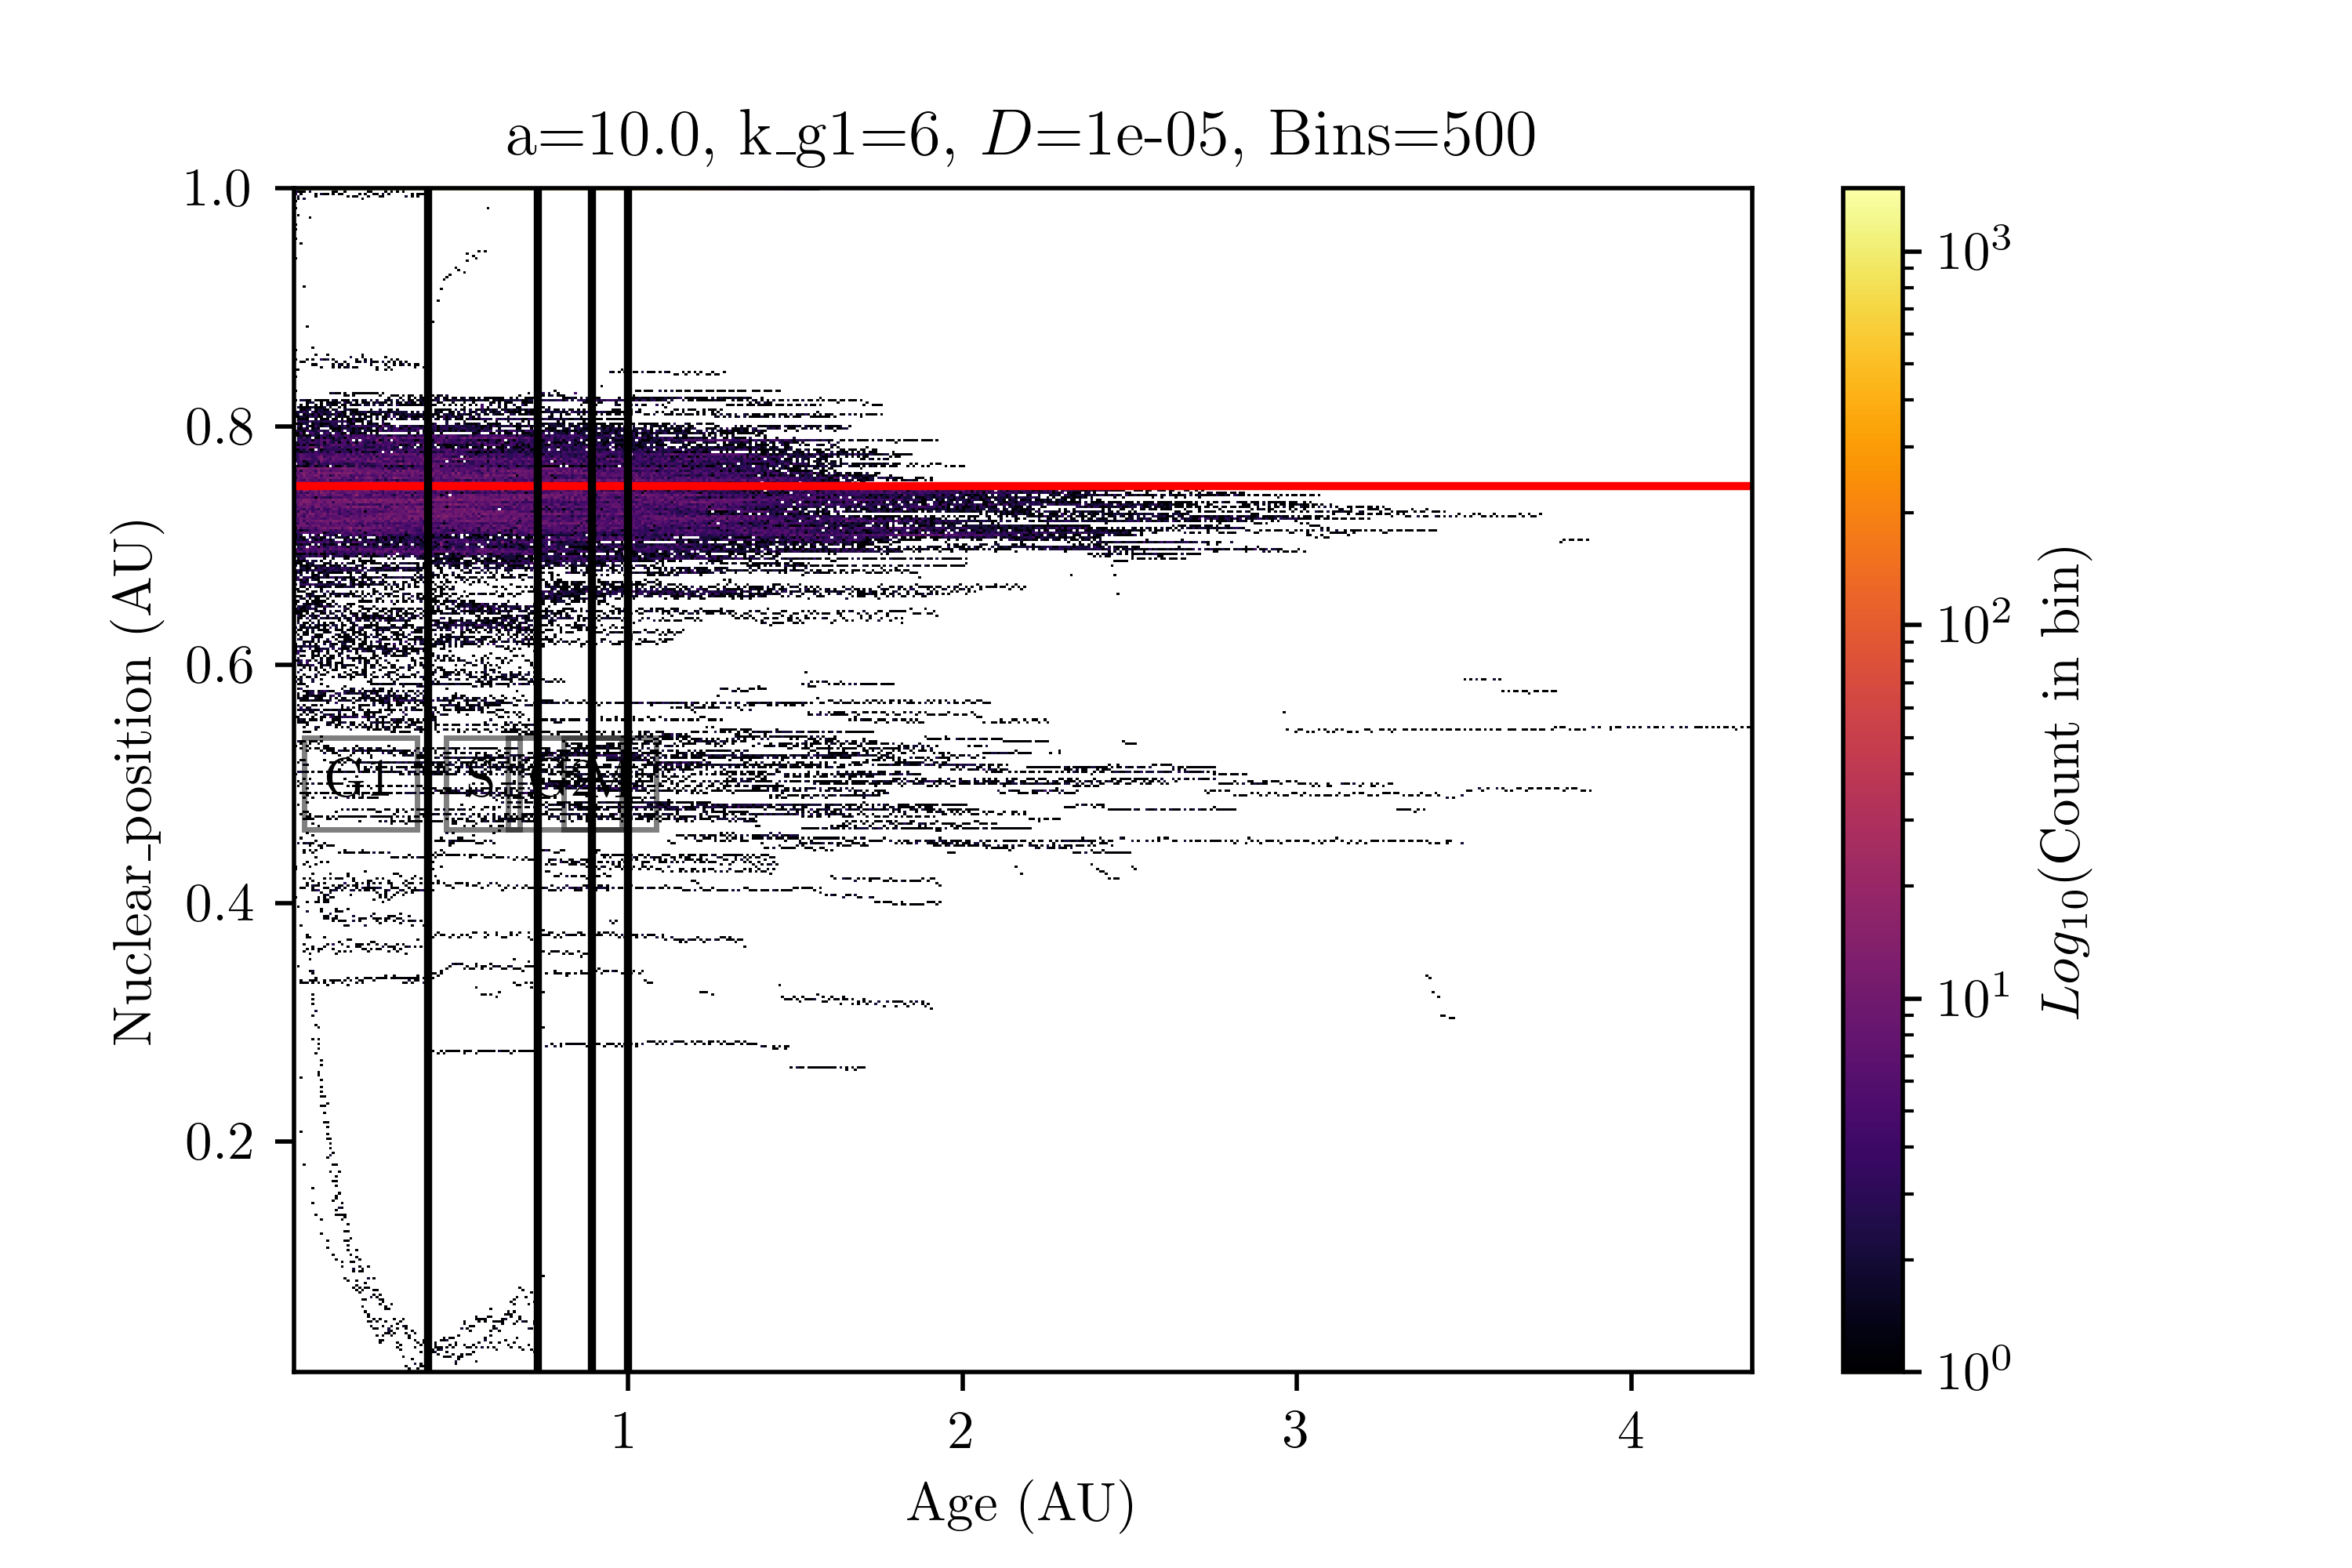 a=10.0, k_g1=6, D=1e-05, Bins=500
1.0
0.8
0.6
0.4
0.2
Nuclear_position (AU)
G1 S G2 M
1 2 3 4
Age (AU)
10³
10²
10¹
10⁰
Log₁₀(Count in bin)